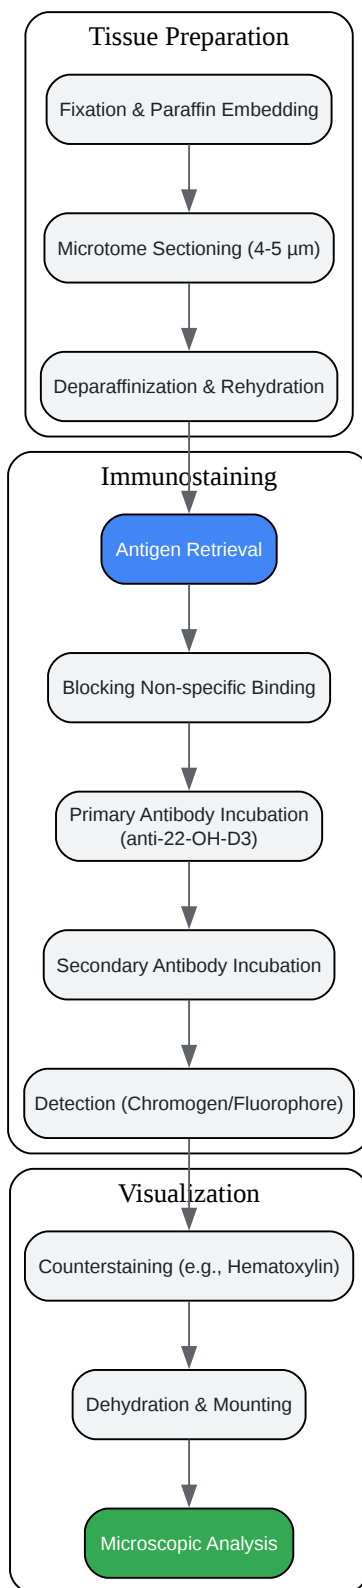 Tissue Preparation
Fixation & Paraffin Embedding
Microtome Sectioning (4-5 µm)
Deparaffinization & Rehydration
Immunostaining
Antigen Retrieval
Blocking Non-specific Binding
Primary Antibody Incubation
(anti-22-OH-D3)
Secondary Antibody Incubation
Detection (Chromogen/Fluorophore)
Visualization
Counterstaining (e.g., Hematoxylin)
Dehydration & Mounting
Microscopic Analysis